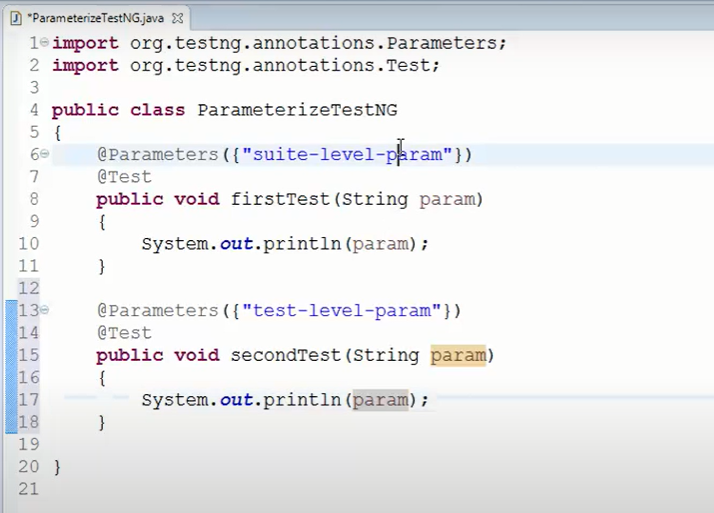 *ParameterizeTestNG.java
1 import org.testng.annotations.Parameters;
2 import org.testng.annotations.Test;
3
4 public class ParameterizeTestNG
5 {
6 @Parameters({"suite-level-param"})
7 @Test
8 public void firstTest(String param)
9 {
10 System.out.println(param);
11 }
12
13 @Parameters({"test-level-param"})
14 @Test
15 public void secondTest(String param)
16 {
17 System.out.println(param);
18 }
19
20 }
21